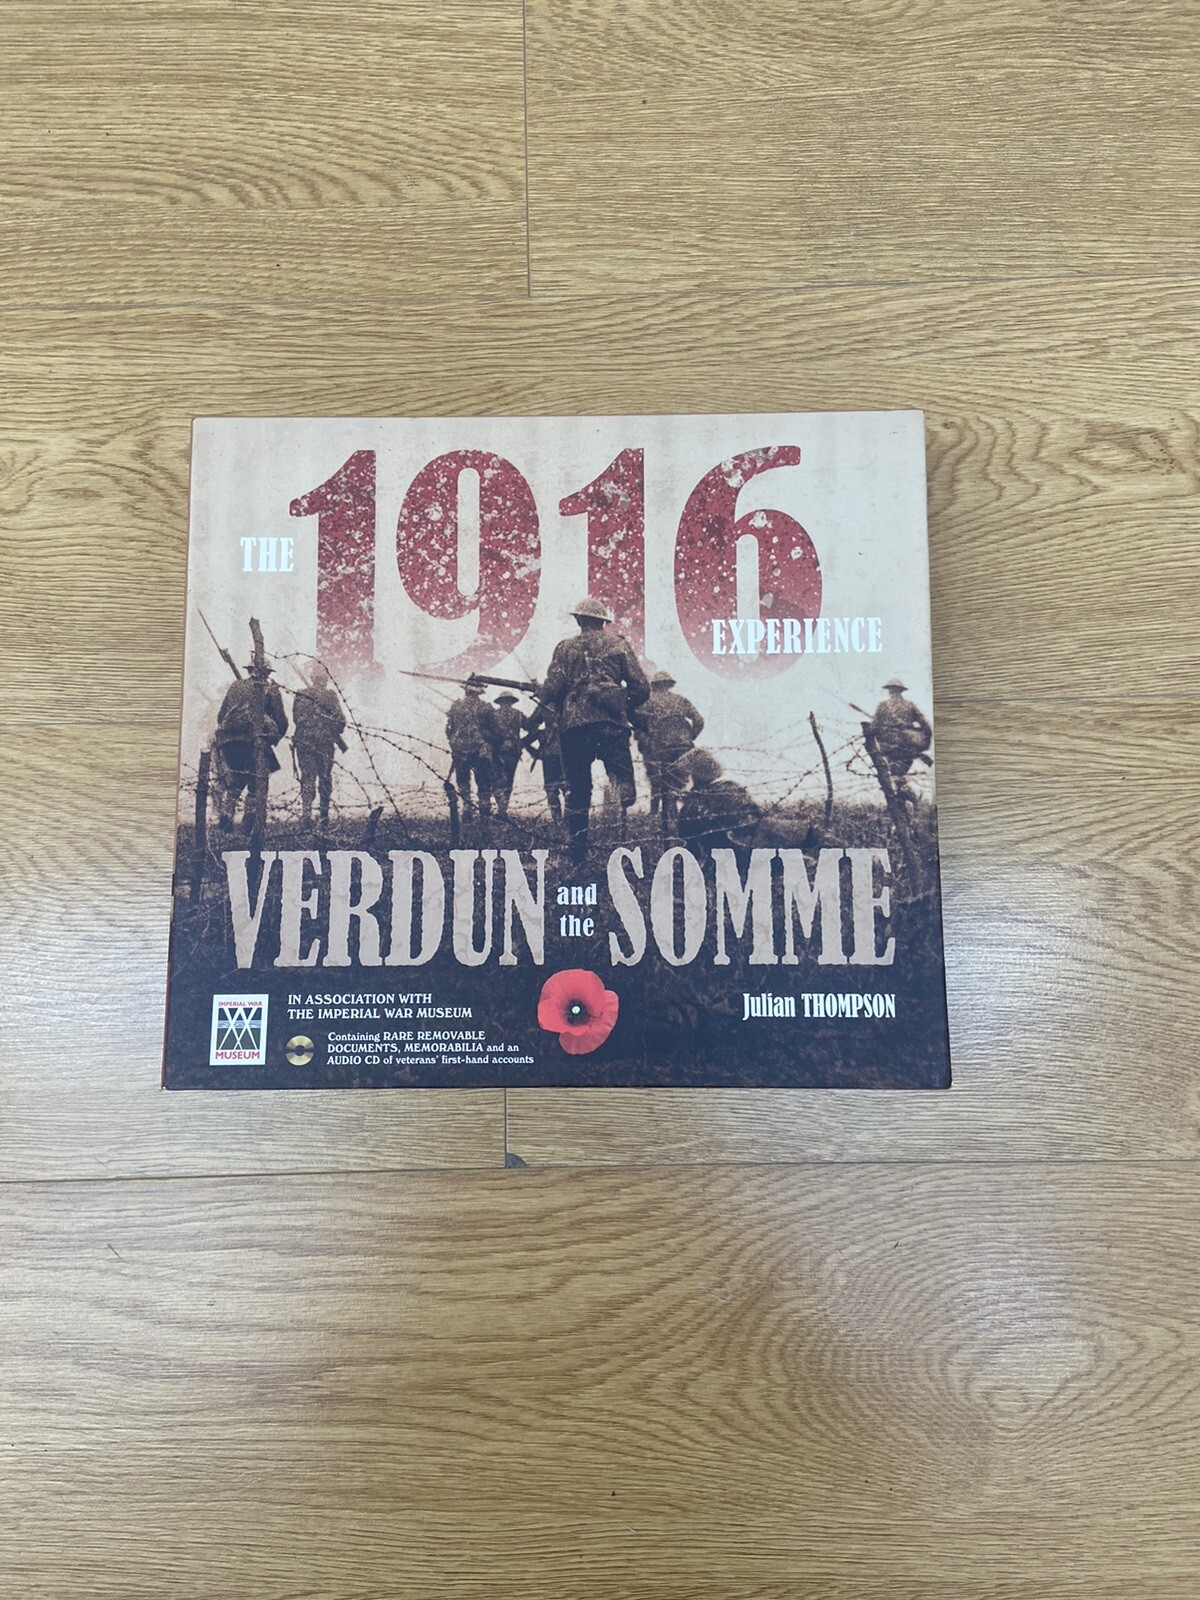 THE 1916
EXPERIENCE
VERDUN and the SOMME
Julian THOMPSON
IMPERIAL WAR
MUSEUM
IN ASSOCIATION WITH
THE IMPERIAL WAR MUSEUM
Containing RARE REMOVABLE
DOCUMENTS, MEMORABILIA and an
AUDIO CD of veterans' first-hand accounts